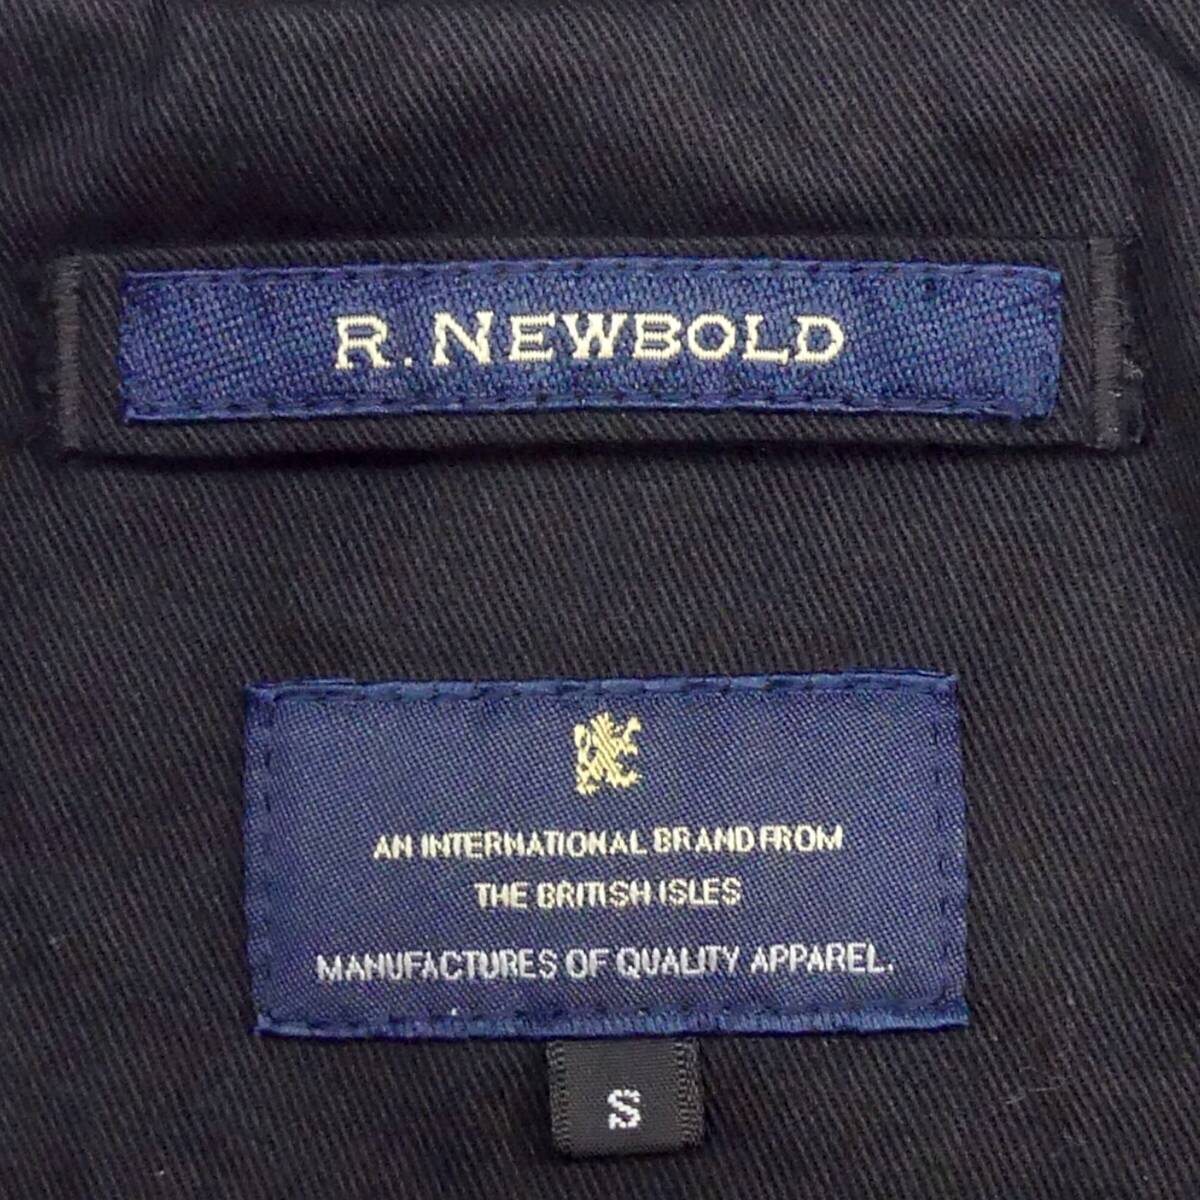 R. NEWBOLD
AN INTERNATIONAL BRAND FROM
THE BRITISH ISLES
MANUFACTURES OF QUALITY APPAREL.
S